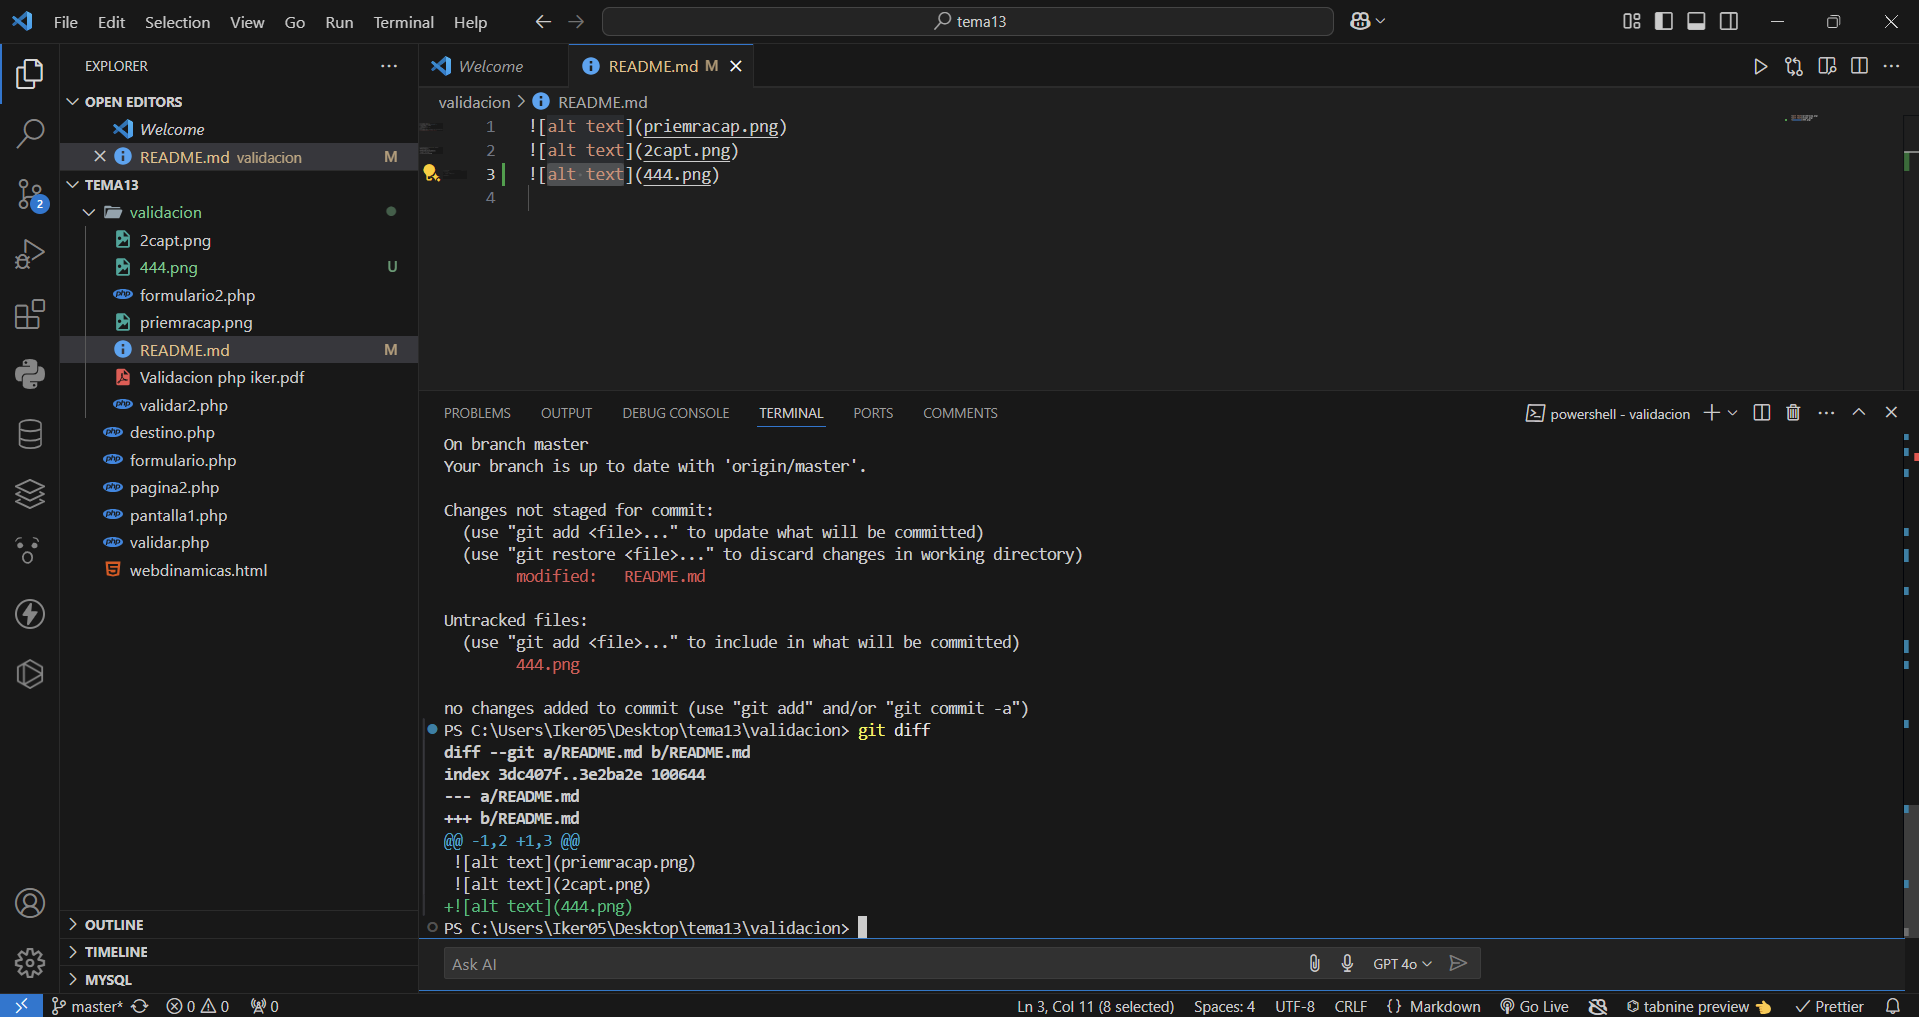 File Edit Selection View Go Run Terminal Help
tema13
EXPLORER
OPEN EDITORS
Welcome
README.md validacion M
TEMA13
validacion
2capt.png
444.png U
formulario2.php
priemracap.png
README.md M
Validacion php iker.pdf
validar2.php
destino.php
formulario.php
pagina2.php
pantalla1.php
validar.php
webdinamicas.html
OUTLINE
TIMELINE
MYSQL
2
Welcome
README.md M
validacion > README.md
1 ![alt text](priemracap.png)
2 ![alt text](2capt.png)
3 ![alt text](444.png)
4
PROBLEMS OUTPUT DEBUG CONSOLE TERMINAL PORTS COMMENTS
powershell - validacion
On branch master
Your branch is up to date with 'origin/master'.
Changes not staged for commit:
(use "git add <file>..." to update what will be committed)
(use "git restore <file>..." to discard changes in working directory)
modified: README.md
Untracked files:
(use "git add <file>..." to include in what will be committed)
444.png
no changes added to commit (use "git add" and/or "git commit -a")
PS C:\Users\Iker05\Desktop\tema13\validacion> git diff
diff --git a/README.md b/README.md
index 3dc407f..3e2ba2e 100644
--- a/README.md
+++ b/README.md
@@ -1,2 +1,3 @@
![alt text](priemracap.png)
![alt text](2capt.png)
+![alt text](444.png)
PS C:\Users\Iker05\Desktop\tema13\validacion>
Ask AI
GPT 4o
master* 0 0 0
Ln 3, Col 11 (8 selected) Spaces: 4 UTF-8 CRLF {} Markdown Go Live tabnine preview Prettier